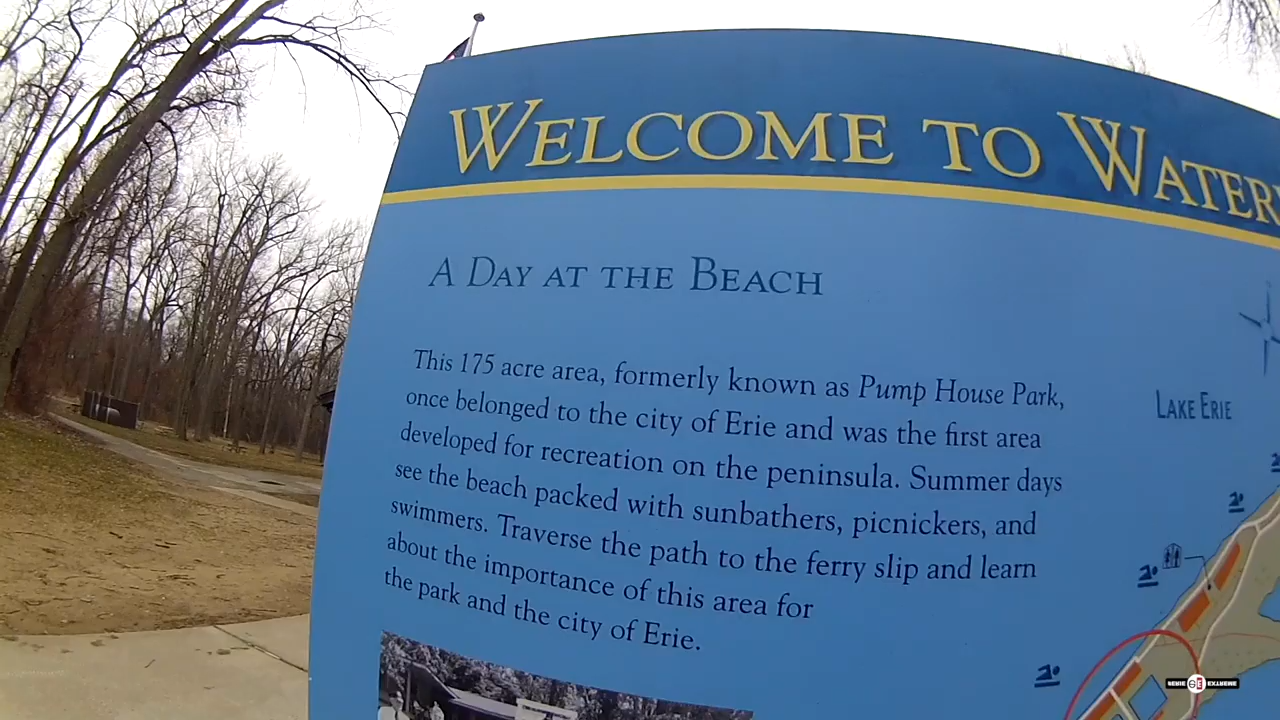 WELCOME TO WATER
A DAY AT THE BEACH
This 175 acre area, formerly known as Pump House Park,
once belonged to the city of Erie and was the first area
developed for recreation on the peninsula. Summer days
see the beach packed with sunbathers, picnickers, and
swimmers. Traverse the path to the ferry slip and learn
about the importance of this area for
the park and the city of Erie.
LAKE ERIE